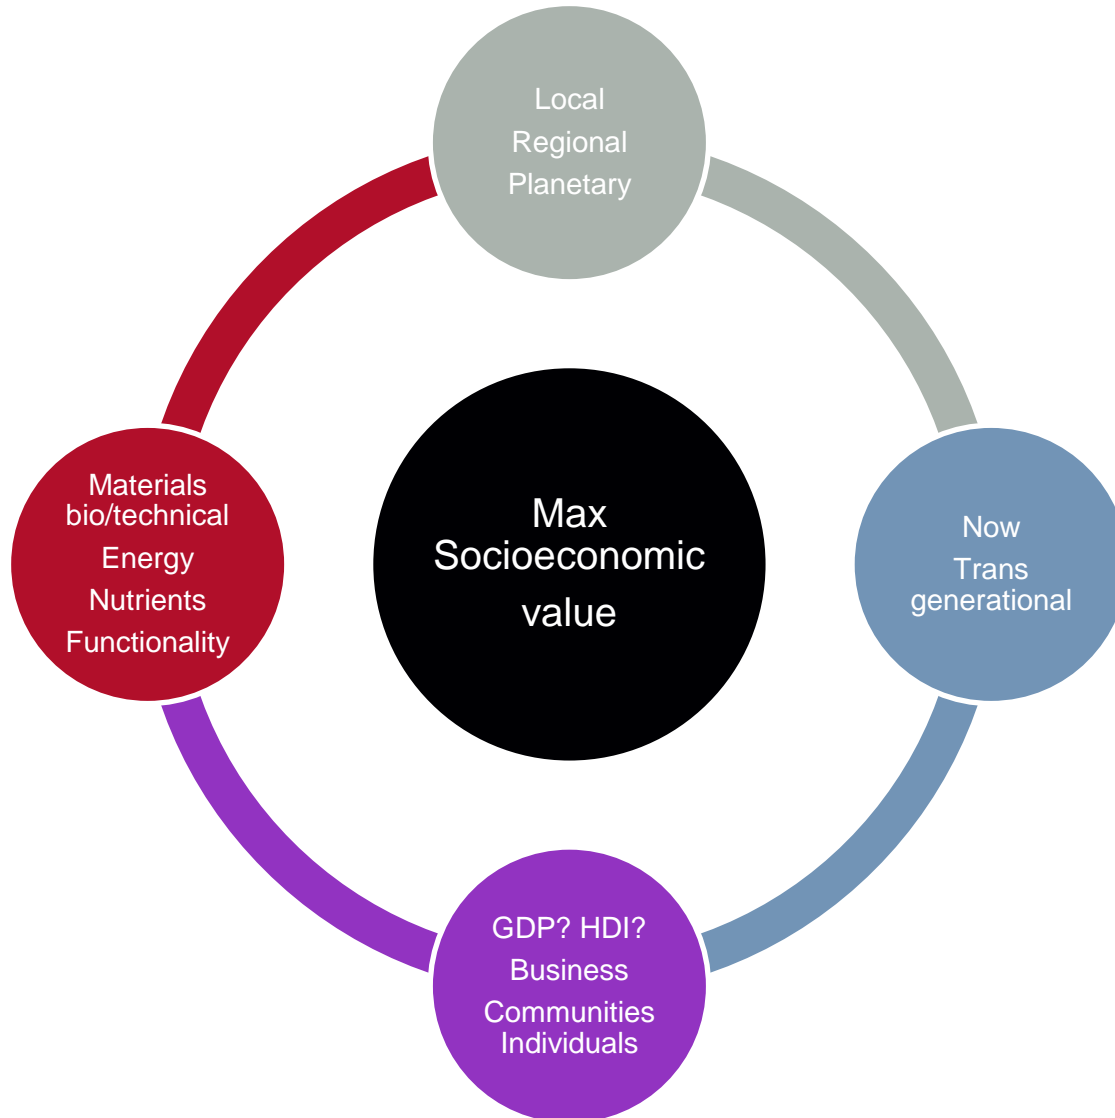 Local
Regional
Planetary
Materials
bio/technical
Energy
Nutrients
Functionality
Max
Socioeconomic
value
Now
Trans
generational
GDP? HDI?
Business
Communities
Individuals